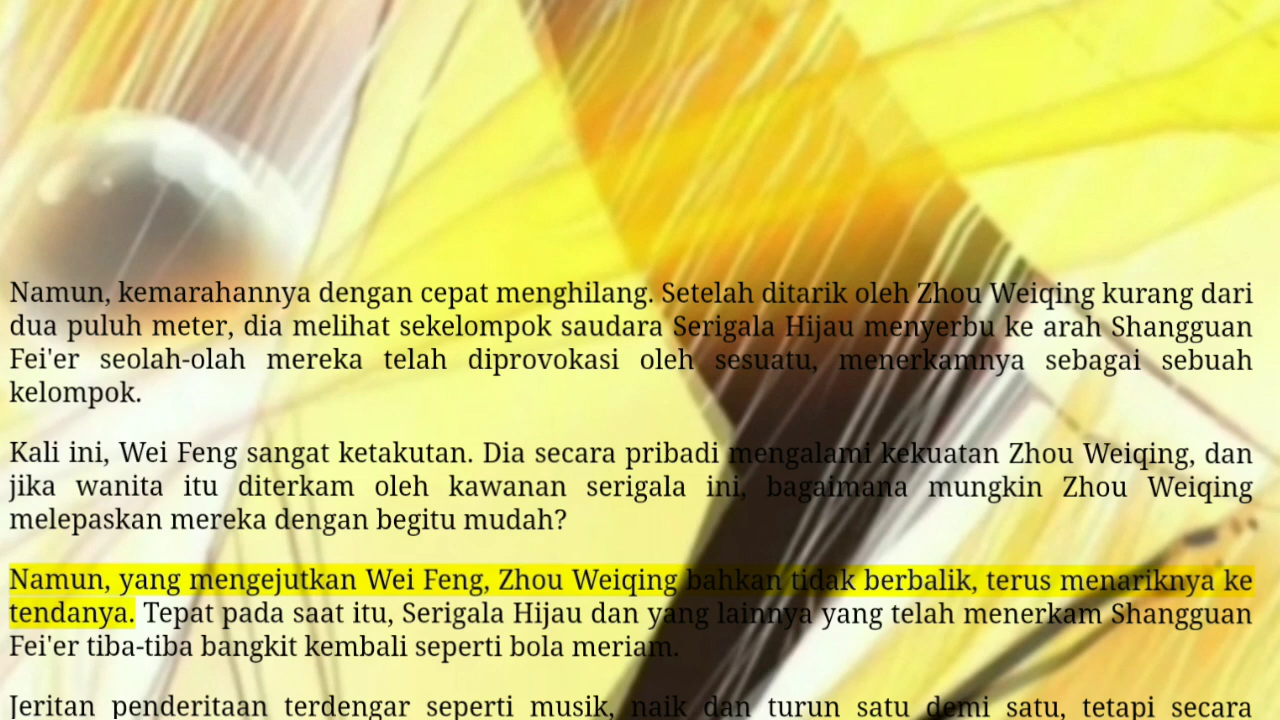 Namun, kemarahannya dengan cepat menghilang. Setelah ditarik oleh Zhou Weiqing kurang dari
dua puluh meter, dia melihat sekelompok saudara Serigala Hijau menyerbu ke arah Shangguan
Fei'er seolah-olah mereka telah diprovokasi oleh sesuatu, menerkamnya sebagai sebuah
kelompok.
Kali ini, Wei Feng sangat ketakutan. Dia secara pribadi mengalami kekuatan Zhou Weiqing, dan
jika wanita itu diterkam oleh kawanan serigala ini, bagaimana mungkin Zhou Weiqing
melepaskan mereka dengan begitu mudah?
Namun, yang mengejutkan Wei Feng, Zhou Weiqing bahkan tidak berbalik, terus menariknya ke
tendanya. Tepat pada saat itu, Serigala Hijau dan yang lainnya yang telah menerkam Shangguan
Fei'er tiba-tiba bangkit kembali seperti bola meriam.
Jeritan penderitaan terdengar seperti musik, naik dan turun satu demi satu, tetapi secara